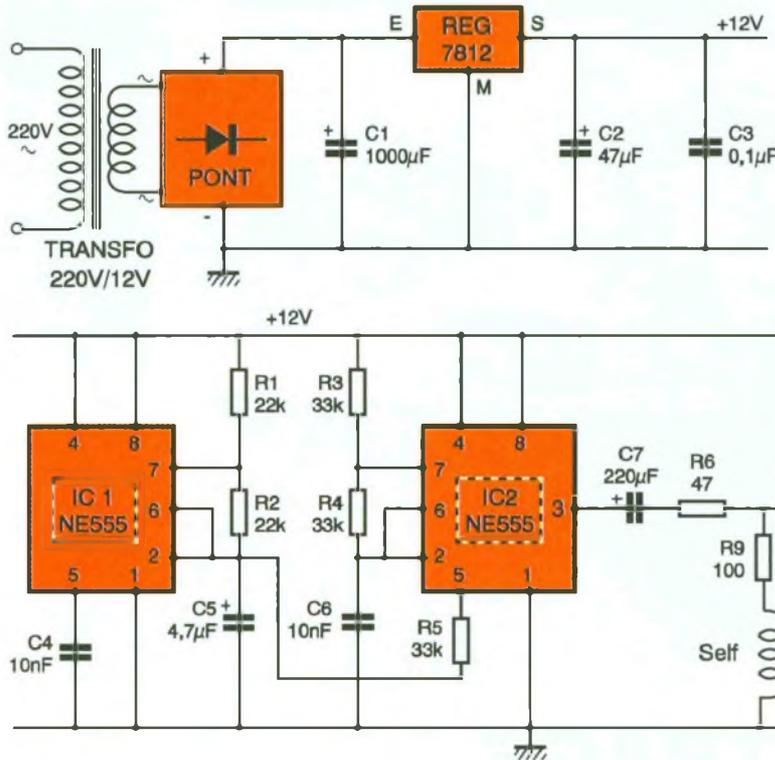 E
REG
7812
S
+12V
+
M
~
220V
~
PONT
~
-
+
C1
1000µF
+
C2
47µF
C3
0,1µF
TRANSFO
220V/12V
+12V
R1
22k
R3
33k
4
8
7
6
2
5
1
IC 1
NE555
R2
22k
R4
33k
4
8
7
6
2
5
1
3
IC2
NE555
C7
220µF
+
R6
47
R9
100
C4
10nF
C5
4,7µF
+
C6
10nF
R5
33k
Self